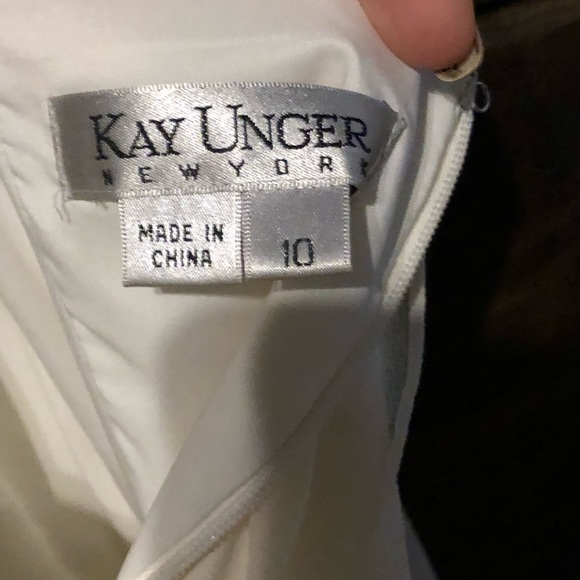 KAY UNGER
NEW YORK
MADE IN
CHINA
10